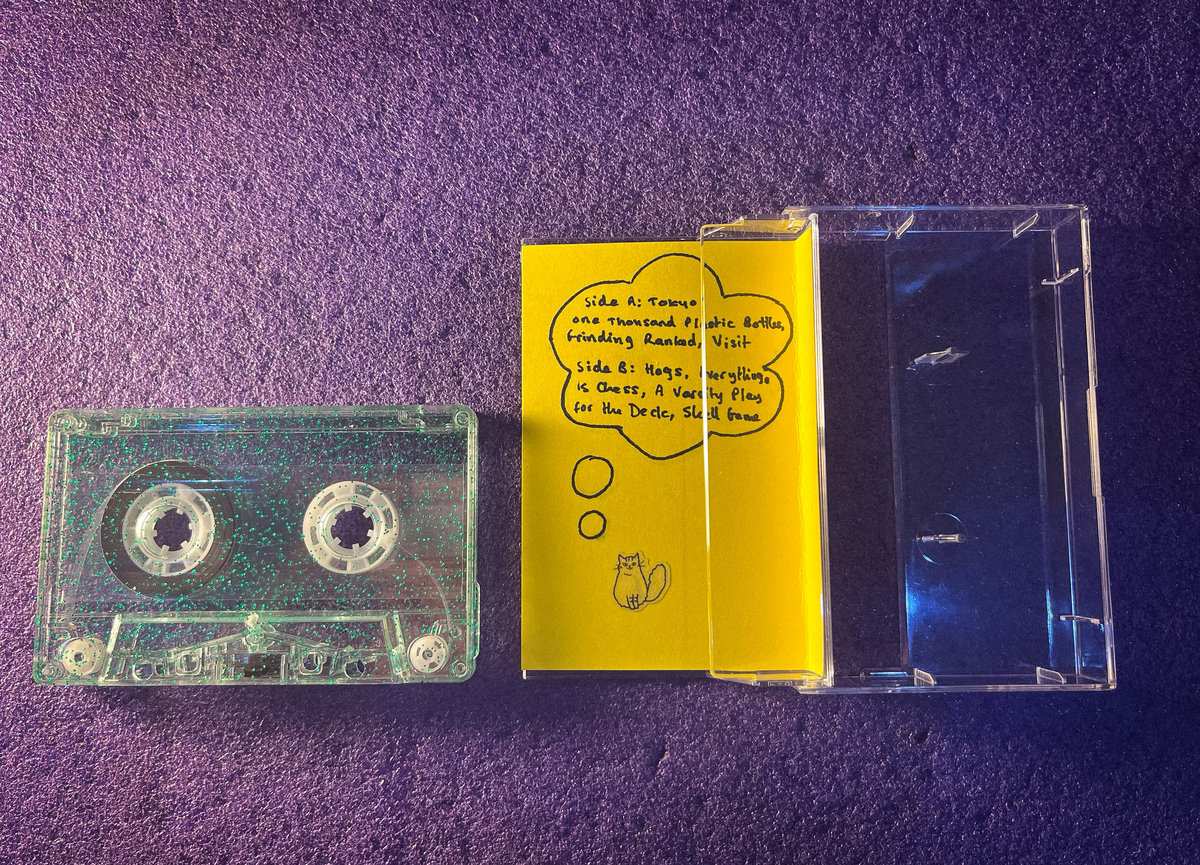 Side A: Tokyo
one Thousand Plastic Bottles,
Grinding Ranked, Visit
Side B: Hogs, Everything
is Chess, A Varsity Play
for the Deck, Shell Game